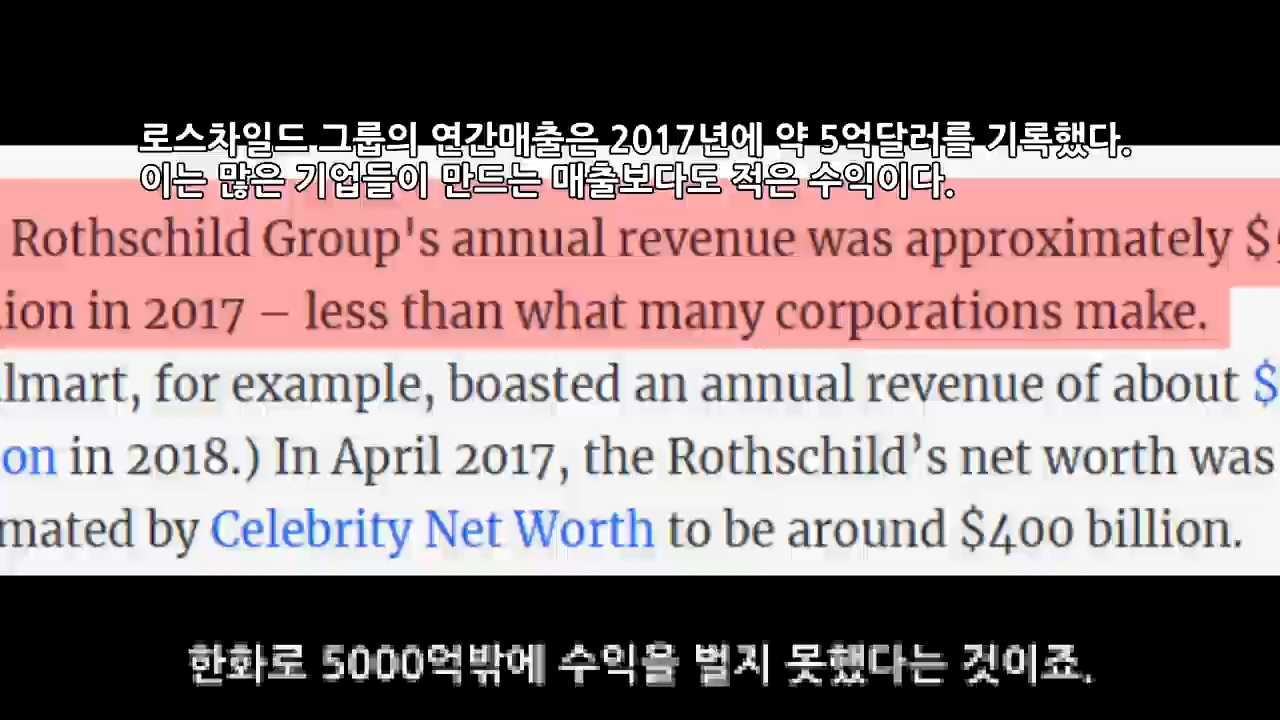 로스차일드 그룹의 연간매출은 2017년에 약 5억달러를 기록했다.
이는 많은 기업들이 만드는 매출보다도 적은 수익이다.
Rothschild Group's annual revenue was approximately $
ion in 2017 – less than what many corporations make.
lmart, for example, boasted an annual revenue of about $
on in 2018.) In April 2017, the Rothschild’s net worth was
mated by Celebrity Net Worth to be around $400 billion.
한화로 5000억밖에 수익을 벌지 못했다는 것이죠.